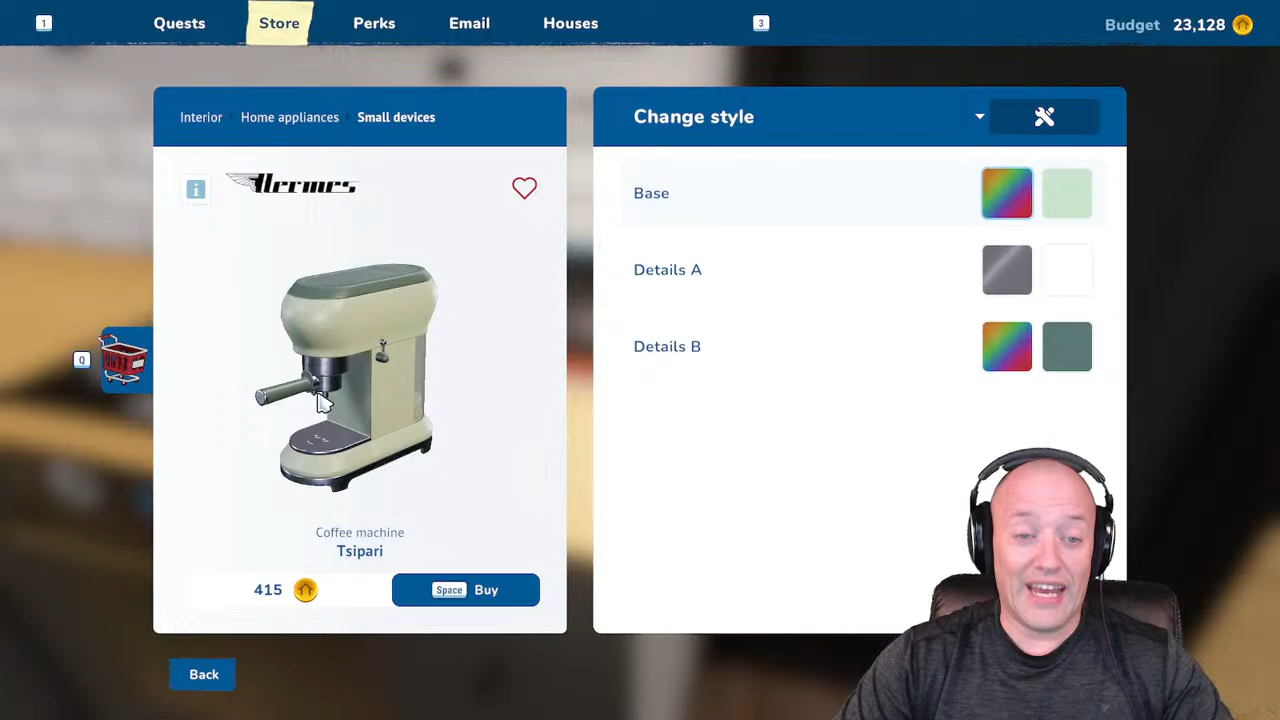 1 Quests Store Perks Email Houses 3 Budget 23,128
Interior Home appliances Small devices
Change style
i Hermes
Base
Details A
Q
Details B
Coffee machine
Tsipari
415 Space Buy
Back